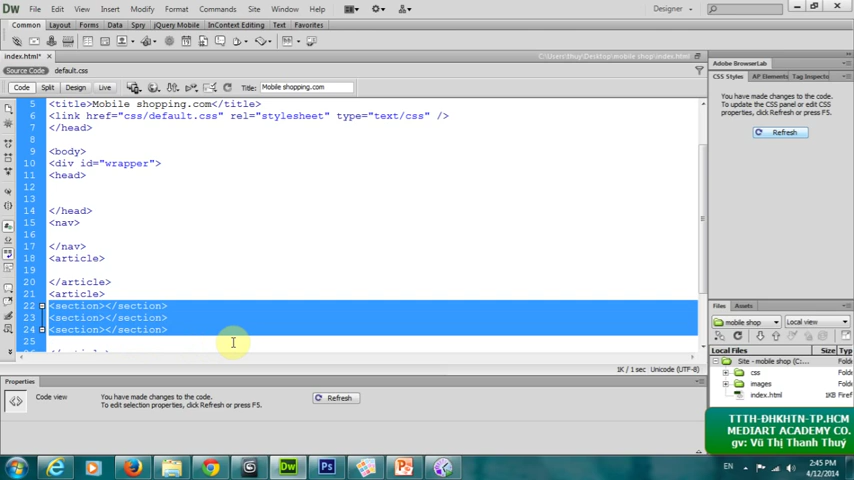 Dw File Edit View Insert Modify Format Commands Site Window Help Designer
Common Layout Forms Data Spry jQuery Mobile InContext Editing Text Favorites
index.html* × C:\Users\thuy\Desktop\mobile shop\index.html
Source Code default.css
Code Split Design Live Title: Mobile shopping.com
5 <title>Mobile shopping.com</title>
6 <link href="css/default.css" rel="stylesheet" type="text/css" />
7 </head>
8
9 <body>
10 <div id="wrapper">
11 <head>
12
13
14 </head>
15 <nav>
16
17 </nav>
18 <article>
19
20 </article>
21 <article>
22 <section></section>
23 <section></section>
24 <section></section>
25
1K / 1 sec Unicode (UTF-8)
Properties
Code view You have made changes to the code.
To edit selection properties, click Refresh or press F5.
Refresh
Adobe BrowserLab
CSS Styles AP Elements Tag Inspecto
You have made changes to the code.
To update the CSS panel or edit CSS
properties, click Refresh or press F5.
Refresh
Files Assets
mobile shop Local view
Local Files Size Typ
Site - mobile shop (C:... Folde
css Folde
images Folde
index.html 1KB Firef
TTTH-ĐHKHTN-TP.HCM
MEDIART ACADEMY CO.
gv: Vũ Thị Thanh Thuý
Dw Ps
EN 2:45 PM
4/12/2014